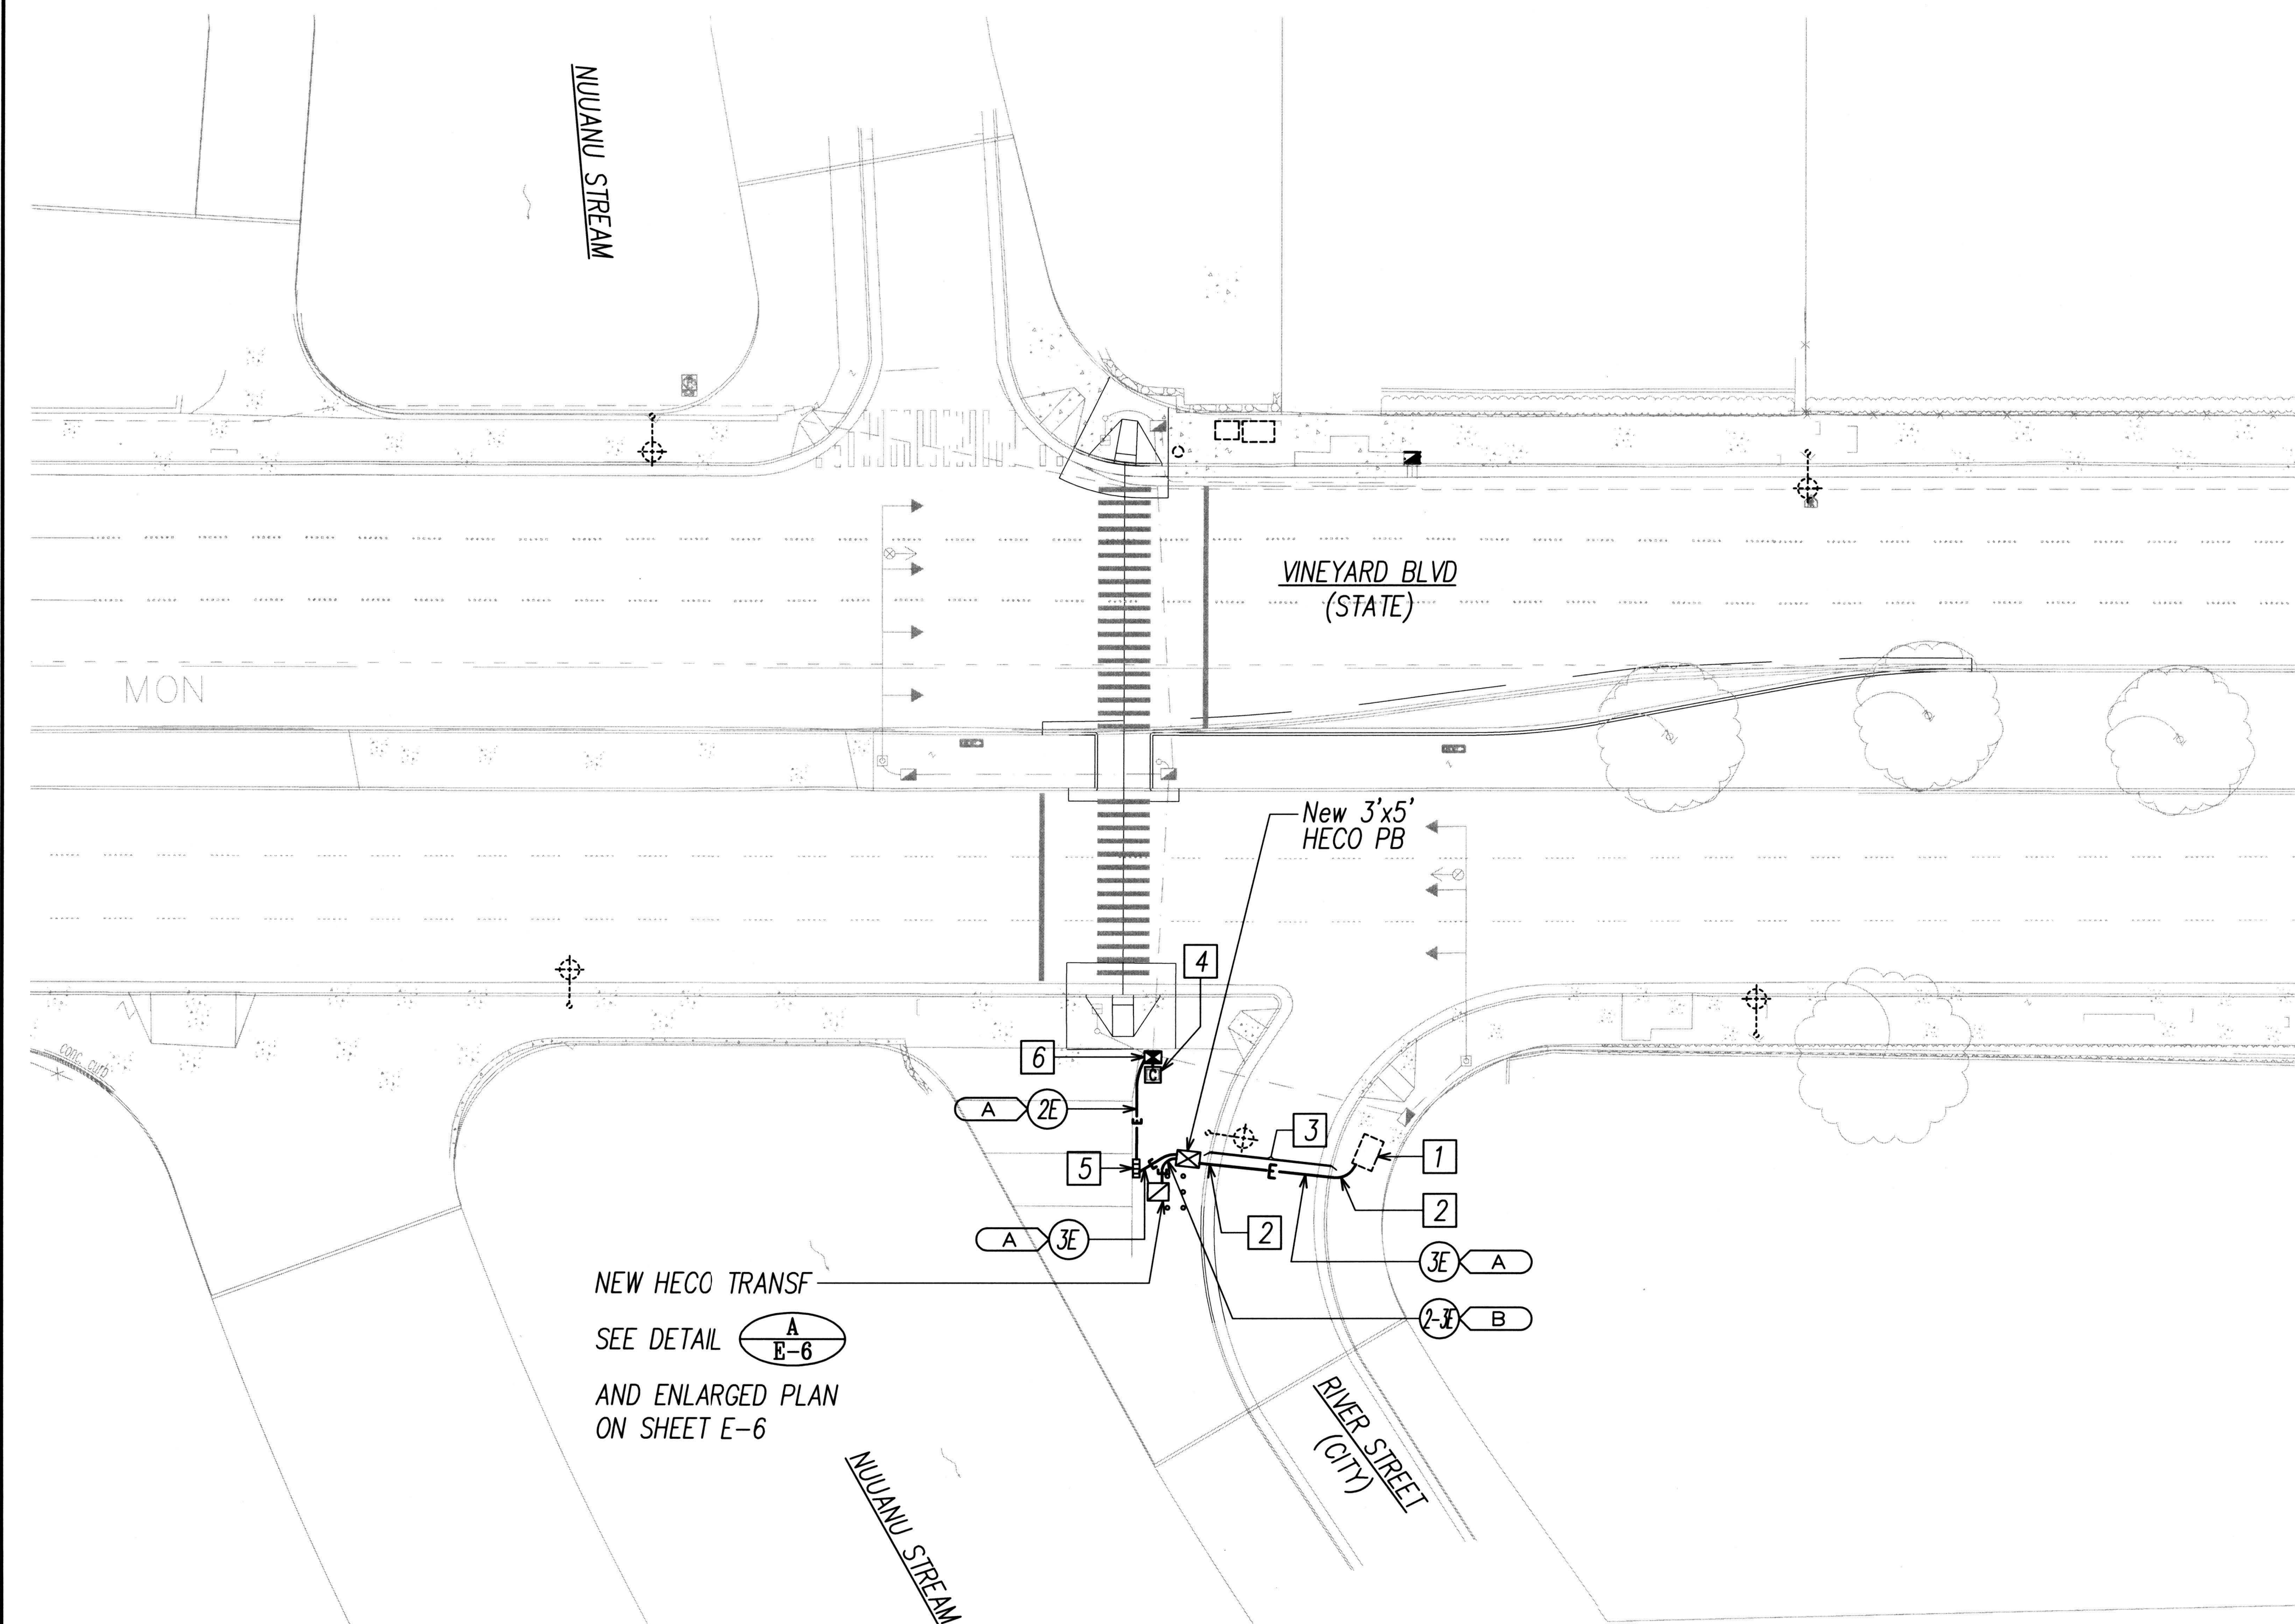 NUUANU STREAM
VINEYARD BLVD
(STATE)
MON
New 3'x5'
HECO PB
4
conc. curb
6
C
A 2E
E
3
5
E
E
1
2
2
A 3E
3E A
NEW HECO TRANSF
2-3E B
SEE DETAIL A
E-6
AND ENLARGED PLAN
ON SHEET E-6
RIVER STREET
(CITY)
NUUANU STREAM